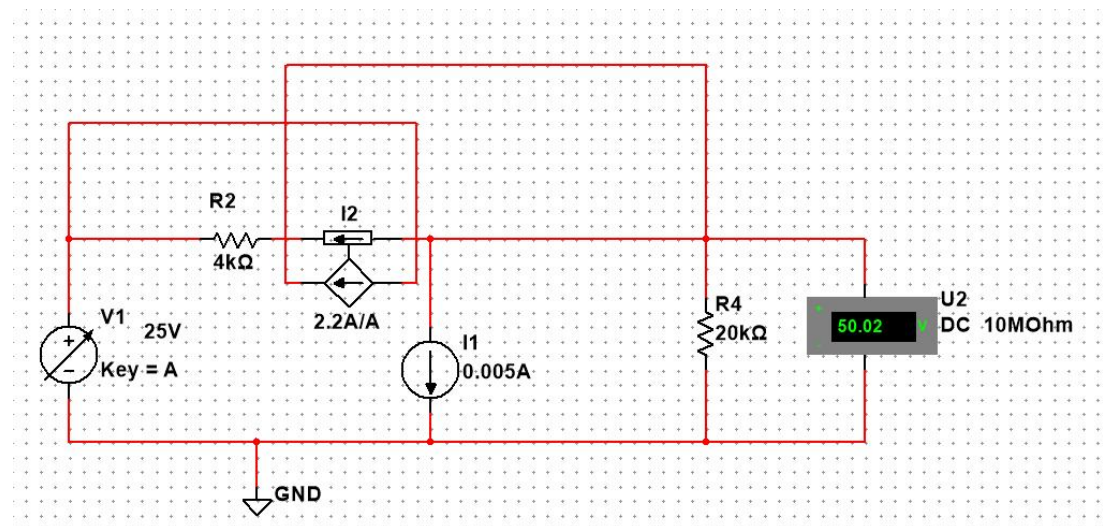 R2
I2
4kΩ
2.2A/A
V1
25V
Key = A
I1
0.005A
R4
20kΩ
U2
50.02 V
DC 10MOhm
GND